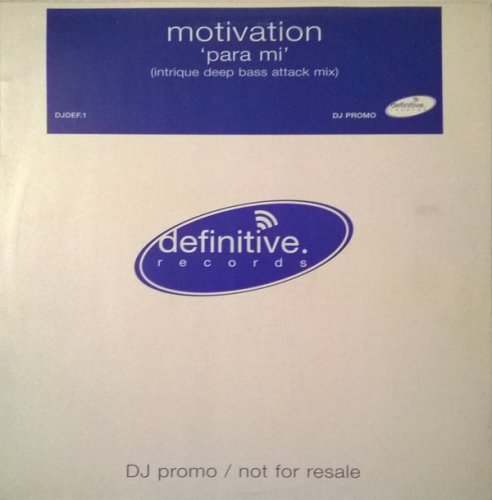 motivation
'para mi'
(intrique deep bass attack mix)
DJDEF.1
DJ PROMO
definitive.
records
definitive.
records
DJ promo / not for resale